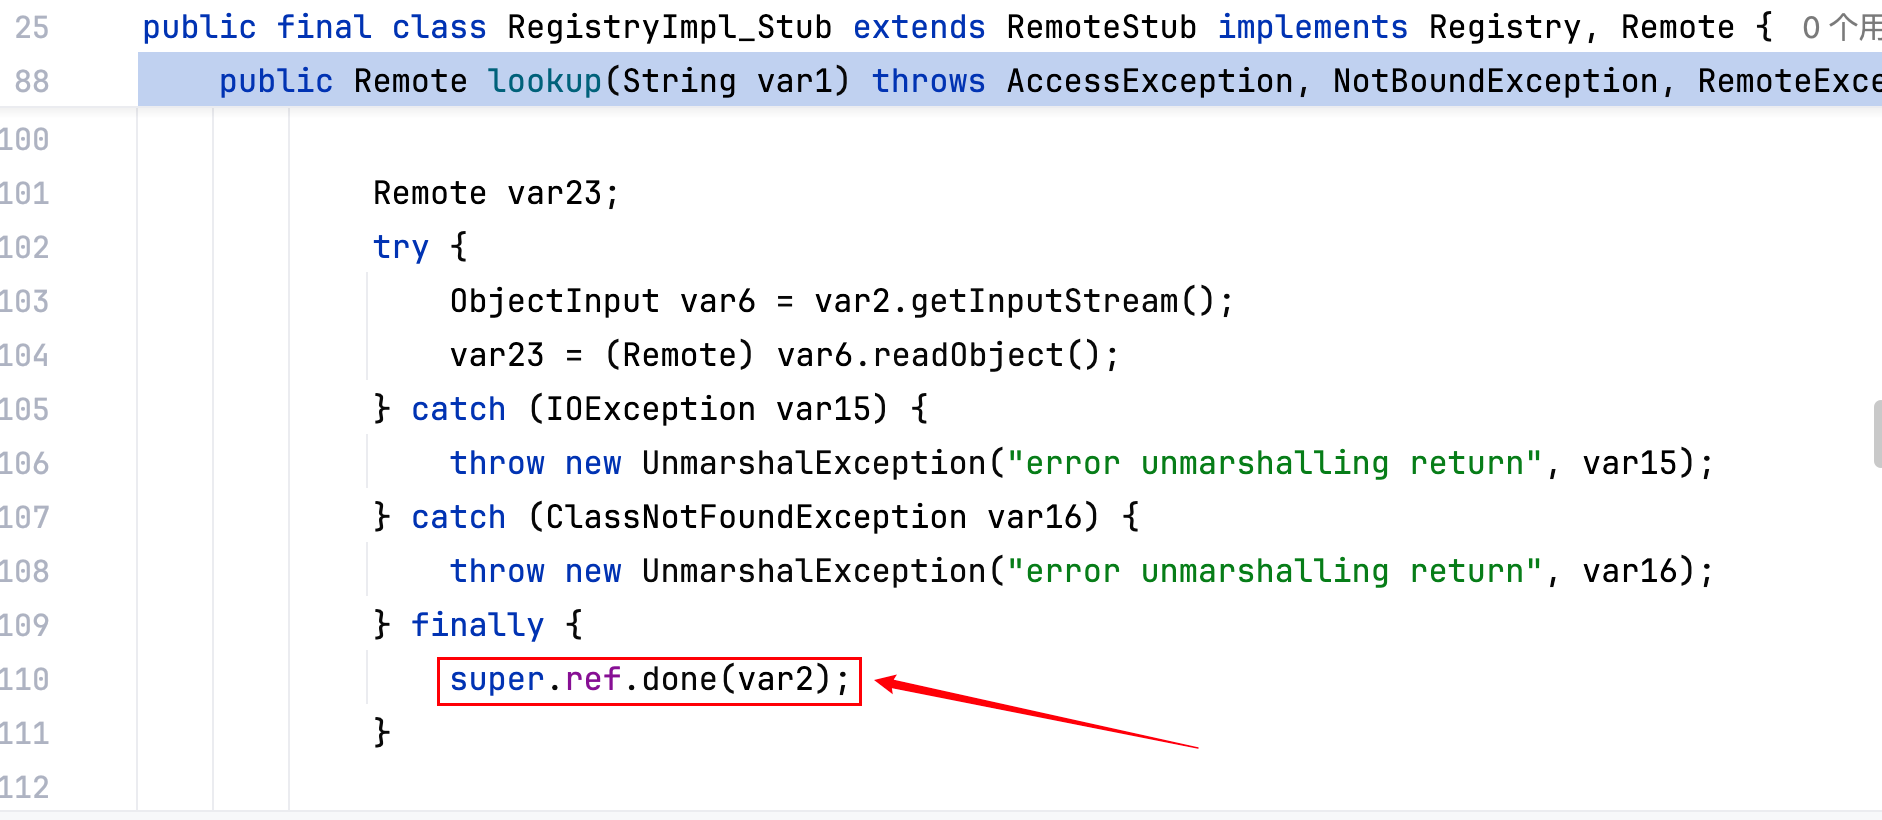 25 public final class RegistryImpl_Stub extends RemoteStub implements Registry, Remote { 0 个用
88 public Remote lookup(String var1) throws AccessException, NotBoundException, RemoteExce
100
101 Remote var23;
102 try {
103 ObjectInput var6 = var2.getInputStream();
104 var23 = (Remote) var6.readObject();
105 } catch (IOException var15) {
106 throw new UnmarshalException("error unmarshalling return", var15);
107 } catch (ClassNotFoundException var16) {
108 throw new UnmarshalException("error unmarshalling return", var16);
109 } finally {
110 super.ref.done(var2);
111 }
112